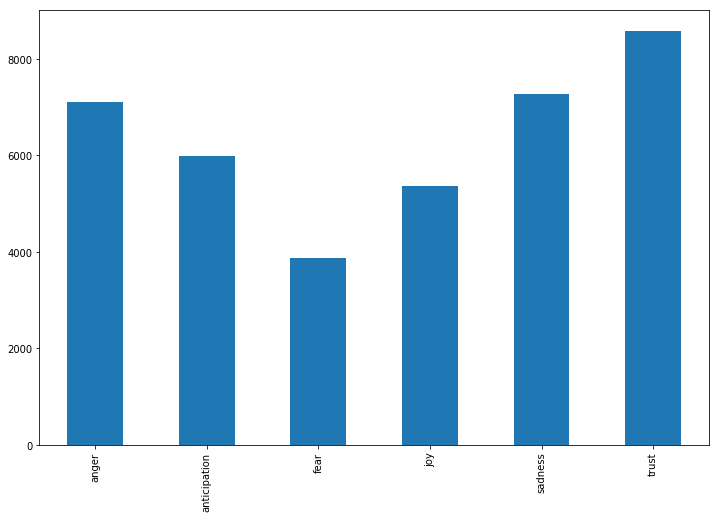 8000
6000
4000
2000
0
anger
anticipation
fear
joy
sadness
trust